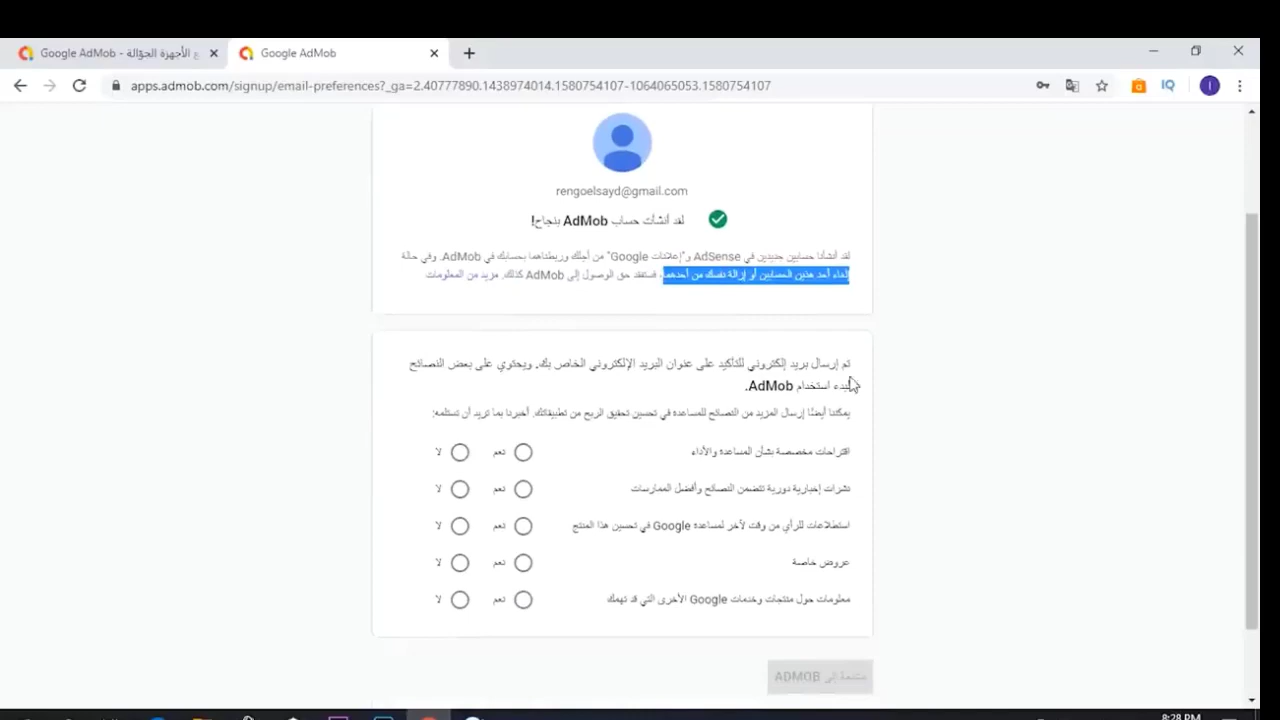 Google AdMob - ع الأجهزة الجوّالة
Google AdMob
apps.admob.com/signup/email-preferences?_ga=2.40777890.1438974014.1580754107-1064065053.1580754107
IQ
I
rengoelsayd@gmail.com
لقد أنشأت حساب AdMob بنجاح!
لقد أنشأنا حسابين جديدين في AdSense و"إعلانات Google" من أجلك وربطناهما بحسابك في AdMob. وفي حالة
إلغاء أحد هذين الحسابين أو إزالة نفسك من أحدهما، فستفقد حق الوصول إلى AdMob كذلك. مزيد من المعلومات
تم إرسال بريد إلكتروني للتأكيد على عنوان البريد الإلكتروني الخاص بك. ويحتوي على بعض النصائح
لبدء استخدام AdMob.
يمكننا أيضًا إرسال المزيد من النصائح للمساعدة في تحسين تحقيق الربح من تطبيقاتك. أخبرنا بما تريد أن تستلمه:
اقتراحات مخصصة بشأن المساعدة والأداء نعم لا
نشرات إخبارية دورية تتضمن النصائح وأفضل الممارسات نعم لا
استطلاعات للرأي من وقت لآخر لمساعدة Google في تحسين هذا المنتج نعم لا
عروض خاصة نعم لا
معلومات حول منتجات وخدمات Google الأخرى التي قد تهمك نعم لا
متابعة إلى ADMOB
8:28 PM